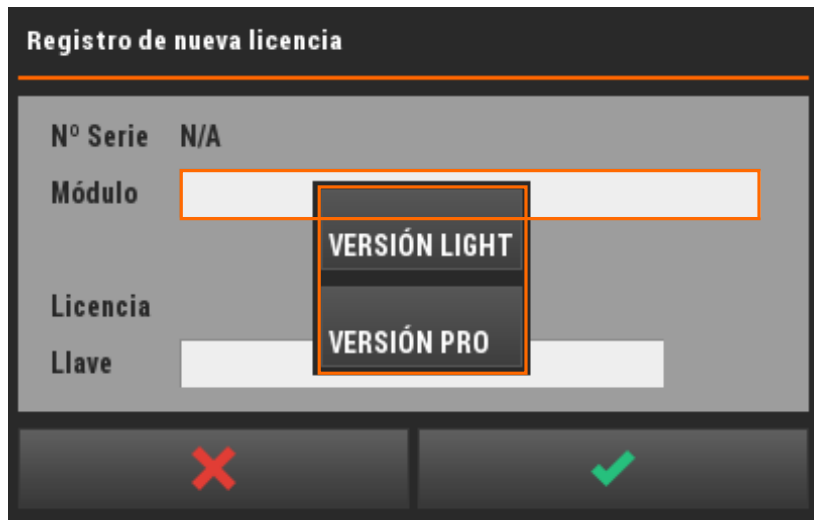 Registro de nueva licencia
Nº Serie N/A
Módulo
VERSIÓN LIGHT
Licencia
VERSIÓN PRO
Llave